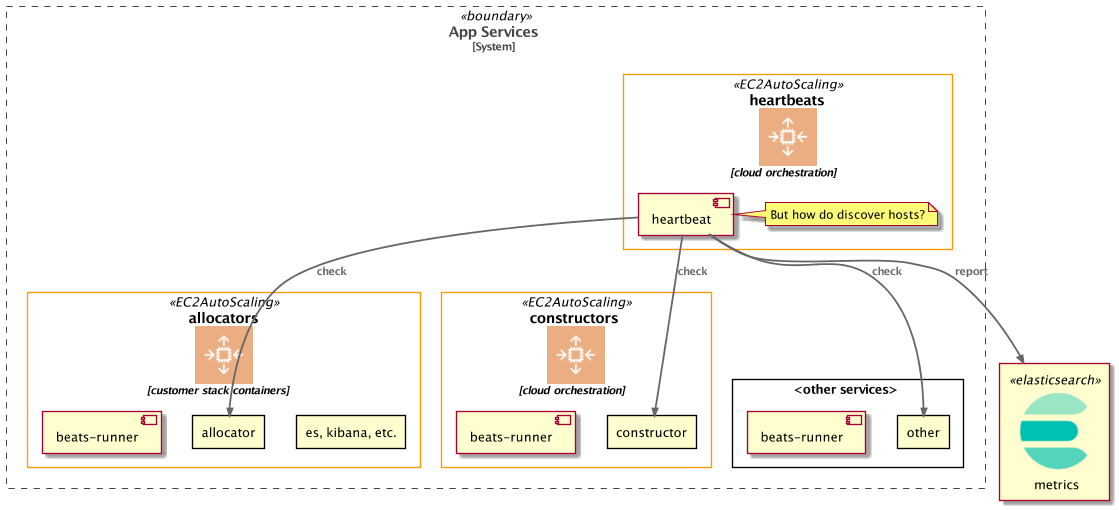 «boundary»
App Services
[System]
«EC2AutoScaling»
heartbeats
[cloud orchestration]
heartbeat
But how do discover hosts?
check
check
check
report
«EC2AutoScaling»
allocators
[customer stack containers]
beats-runner
allocator
es, kibana, etc.
«EC2AutoScaling»
constructors
[cloud orchestration]
beats-runner
constructor
<other services>
beats-runner
other
«elasticsearch»
metrics